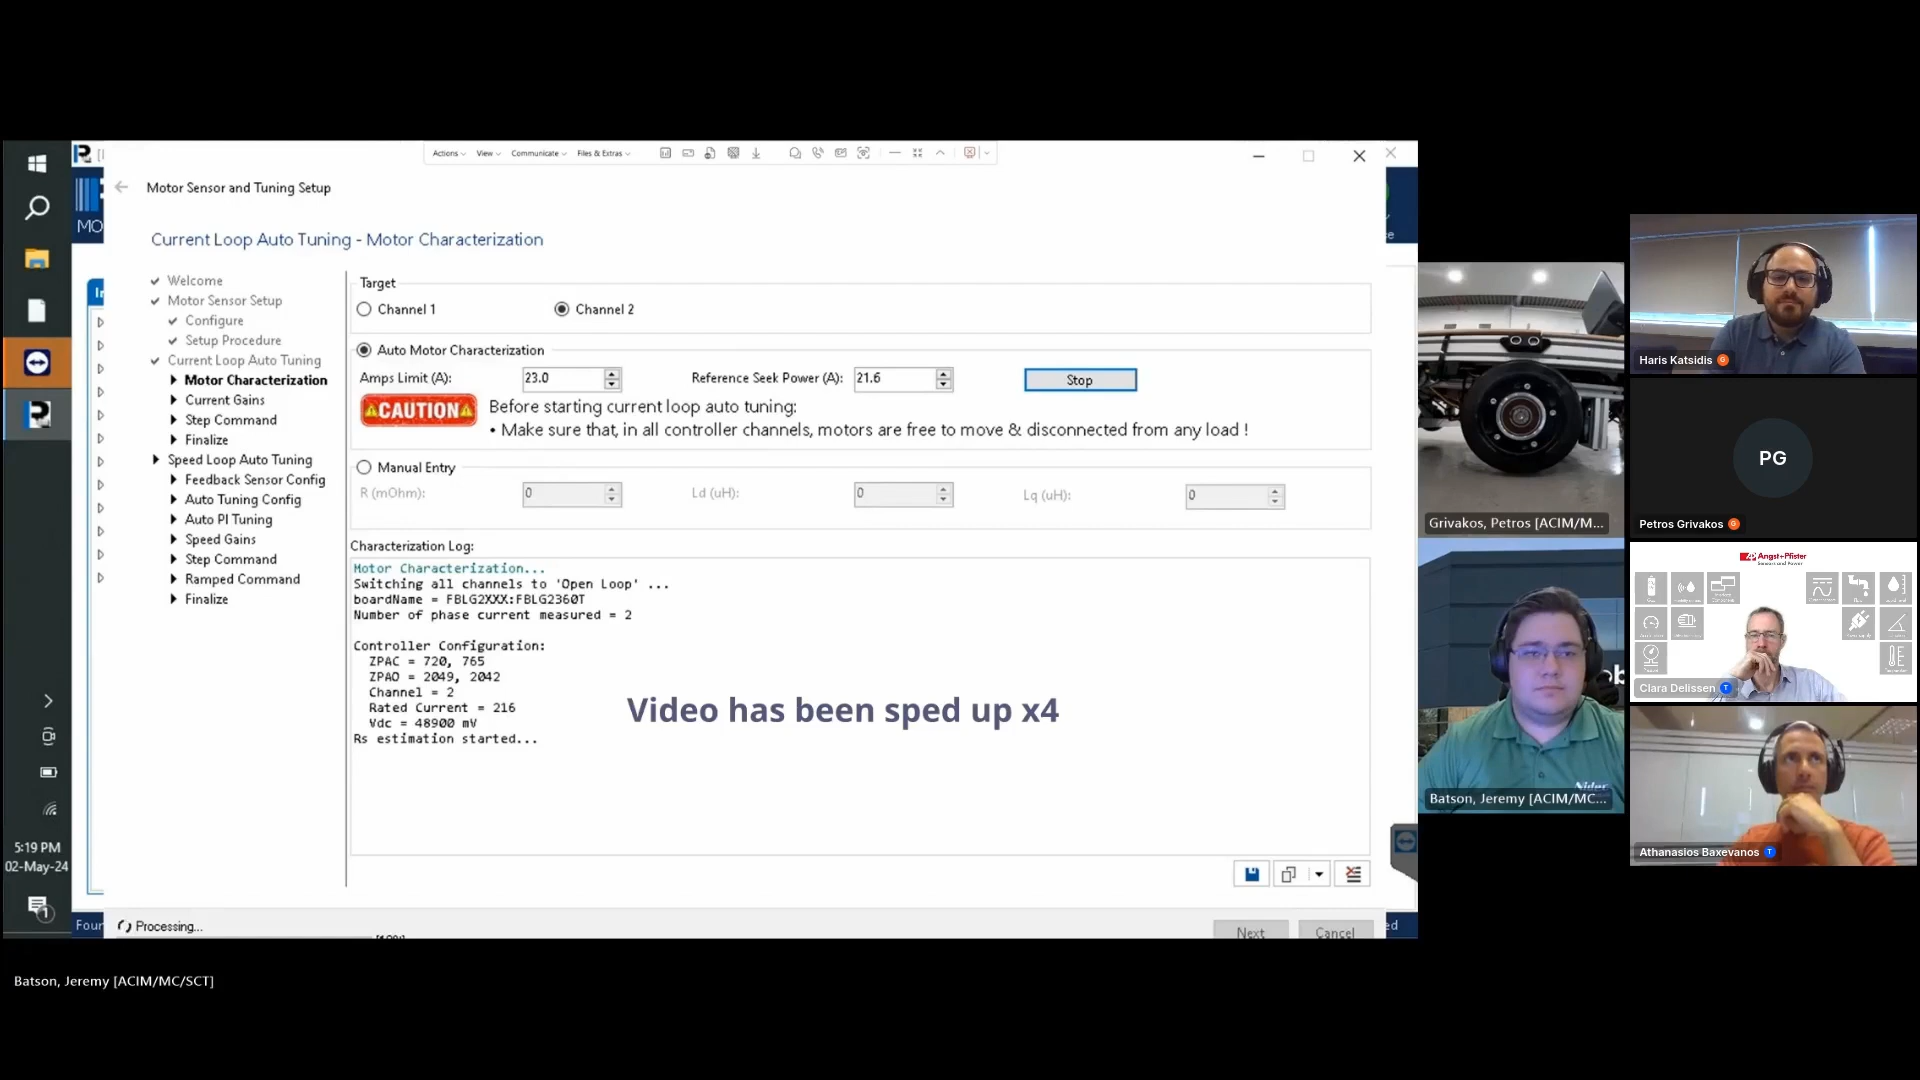 Actions View Communicate Files & Extras
Motor Sensor and Tuning Setup
MO
Current Loop Auto Tuning - Motor Characterization
Welcome
Motor Sensor Setup
Configure
Setup Procedure
Current Loop Auto Tuning
Motor Characterization
Current Gains
Step Command
Finalize
Speed Loop Auto Tuning
Feedback Sensor Config
Auto Tuning Config
Auto PI Tuning
Speed Gains
Step Command
Ramped Command
Finalize
Target
Channel 1 Channel 2
Auto Motor Characterization
Amps Limit (A): 23.0 Reference Seek Power (A): 21.6 Stop
CAUTION Before starting current loop auto tuning:
• Make sure that, in all controller channels, motors are free to move & disconnected from any load !
Manual Entry
R (mOhm): 0 Ld (uH): 0 Lq (uH): 0
Characterization Log:
Motor Characterization...
Switching all channels to 'Open Loop' ...
boardName = FBLG2XXX:FBLG2360T
Number of phase current measured = 2
Controller Configuration:
ZPAC = 720, 765
ZPAO = 2049, 2042
Channel = 2
Rated Current = 216
Vdc = 48900 mV
Rs estimation started...
Video has been sped up x4
5:19 PM
02-May-24
1
Four
Processing...
Next Cancel
ed
Batson, Jeremy [ACIM/MC/SCT]
Grivakos, Petros [ACIM/M...
Batson, Jeremy [ACIM/MC...
Nidec
Haris Katsidis G
PG
Petros Grivakos G
Angst+Pfister
Sensors and Power
Clara Delissen T
Athanasios Baxevanos T